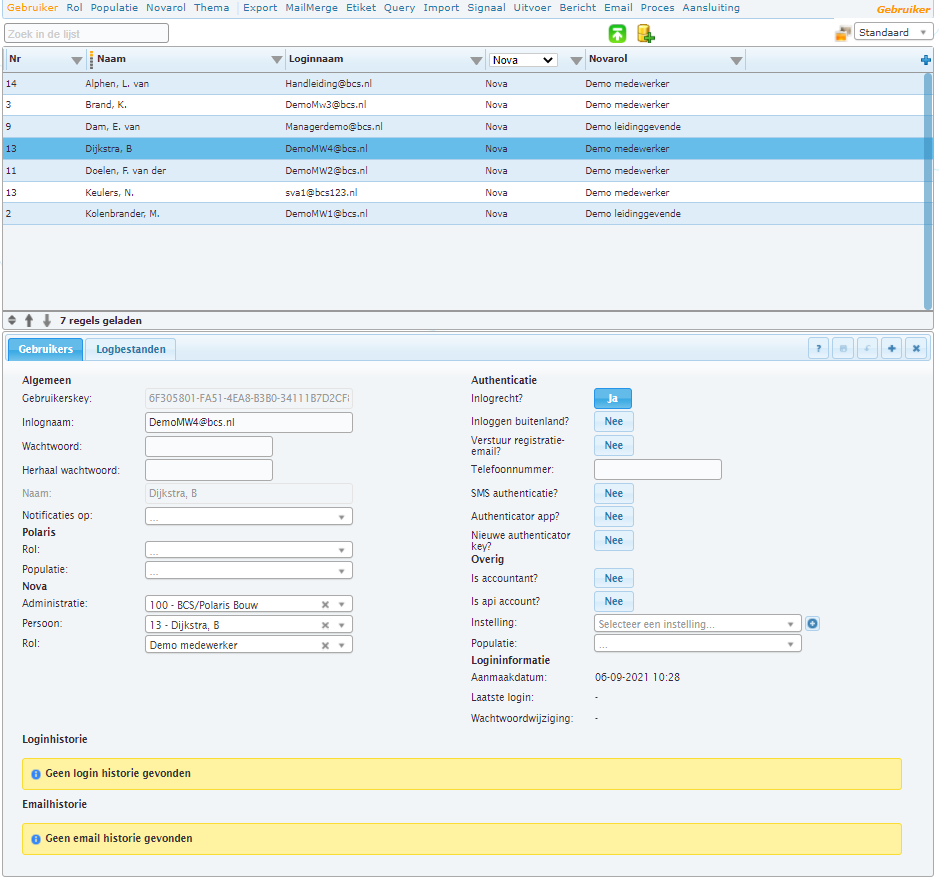 Gebruiker Rol Populatie Novarol Thema Export MailMerge Etiket Query Import Signaal Uitvoer Bericht Email Proces Aansluiting Gebruiker
Zoek in de lijst Standaard
Nr Naam Loginnaam Nova Novarol
14 Alphen, L. van Handleiding@bcs.nl Nova Demo medewerker
3 Brand, K. DemoMw3@bcs.nl Nova Demo medewerker
9 Dam, E. van Managerdemo@bcs.nl Nova Demo leidinggevende
13 Dijkstra, B DemoMW4@bcs.nl Nova Demo medewerker
11 Doelen, F. van der DemoMW2@bcs.nl Nova Demo medewerker
13 Keulers, N. sva1@bcs123.nl Nova Demo medewerker
2 Kolenbrander, M. DemoMW1@bcs.nl Nova Demo leidinggevende
7 regels geladen
Gebruikers Logbestanden ?
Algemeen
Gebruikerskey: 6F305801-FA51-4EA8-B3B0-34111B7D2CF8
Inlognaam: DemoMW4@bcs.nl
Wachtwoord:
Herhaal wachtwoord:
Naam: Dijkstra, B
Notificaties op: ...
Polaris
Rol: ...
Populatie: ...
Nova
Administratie: 100 - BCS/Polaris Bouw
Persoon: 13 - Dijkstra, B
Rol: Demo medewerker
Authenticatie
Inlogrecht? Ja
Inloggen buitenland? Nee
Verstuur registratie-
email? Nee
Telefoonnummer:
SMS authenticatie? Nee
Authenticator app? Nee
Nieuwe authenticator
key? Nee
Overig
Is accountant? Nee
Is api account? Nee
Instelling: Selecteer een instelling...
Populatie: ...
Logininformatie
Aanmaakdatum: 06-09-2021 10:28
Laatste login: -
Wachtwoordwijziging: -
Loginhistorie
Geen login historie gevonden
Emailhistorie
Geen email historie gevonden